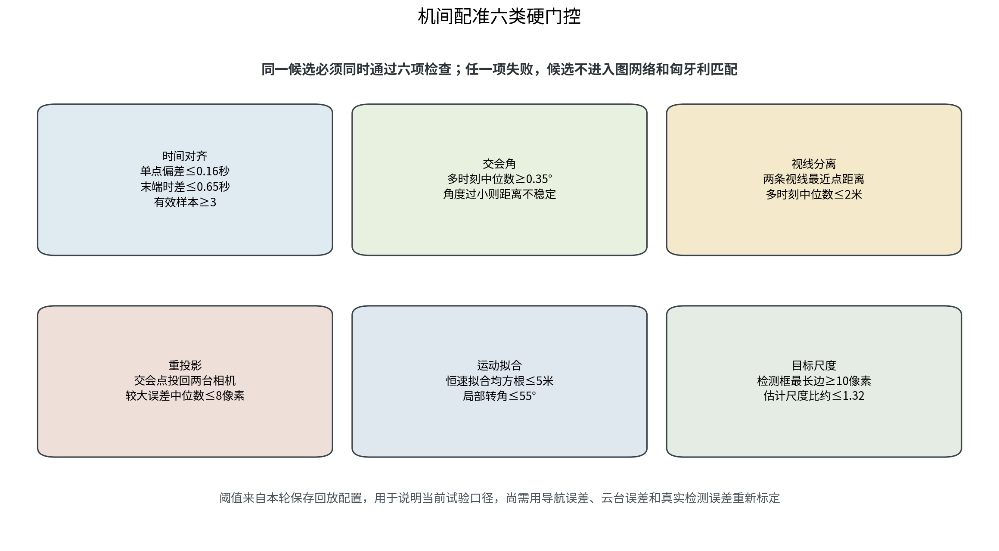 机间配准六类硬门控
同一候选必须同时通过六项检查；任一项失败，候选不进入图网络和匈牙利匹配
时间对齐
单点偏差≤0.16秒
末端时差≤0.65秒
有效样本≥3
交会角
多时刻中位数≥0.35°
角度过小则距离不稳定
视线分离
两条视线最近点距离
多时刻中位数≤2米
重投影
交会点投回两台相机
较大误差中位数≤8像素
运动拟合
恒速拟合均方根≤5米
局部转角≤55°
目标尺度
检测框最长边≥10像素
估计尺度比约≤1.32
阈值来自本轮保存回放配置，用于说明当前试验口径，尚需用导航误差、云台误差和真实检测误差重新标定